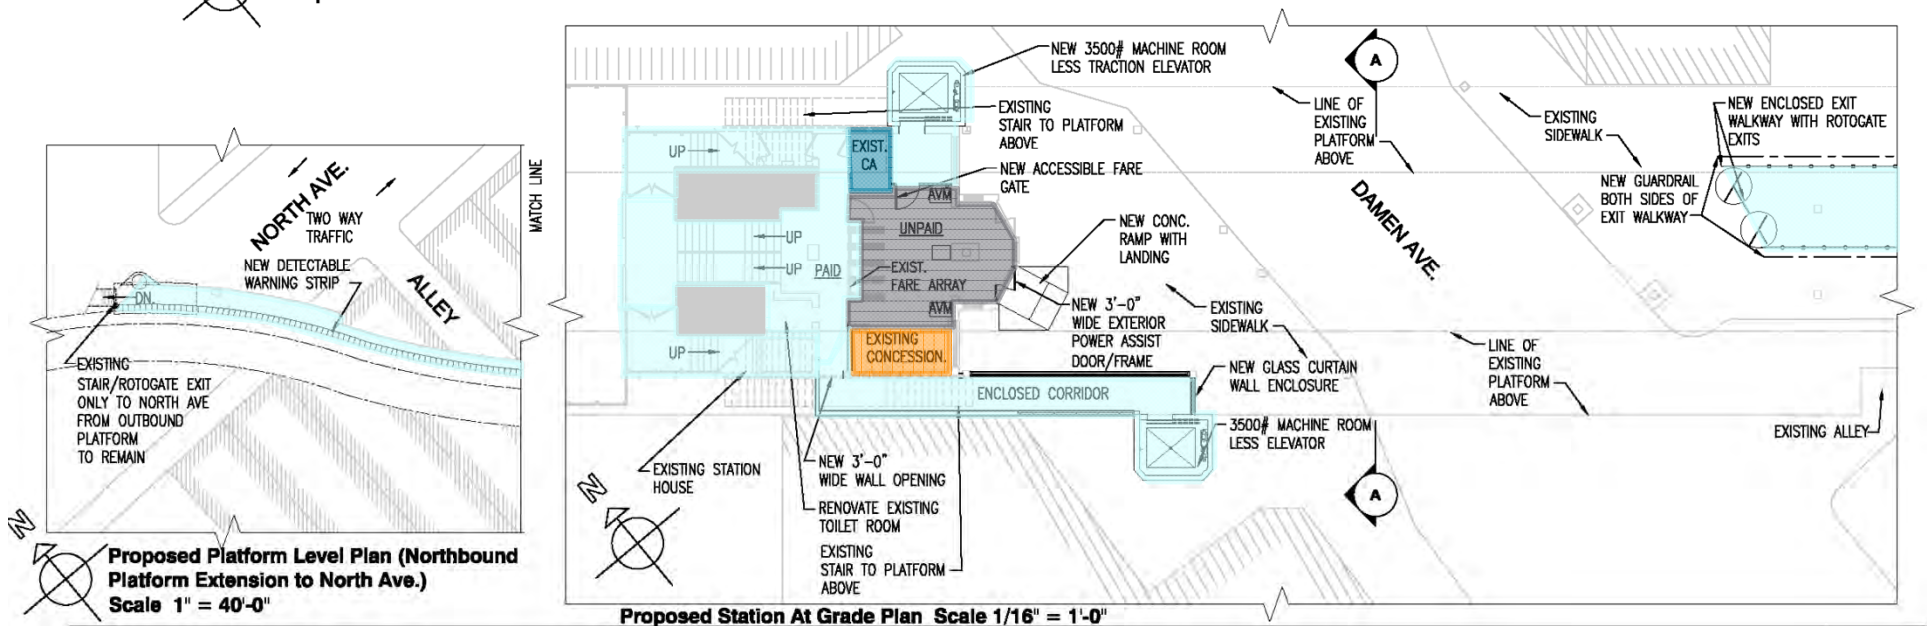 NORTH AVE.
TWO WAY
TRAFFIC
NEW DETECTABLE
WARNING STRIP
ALLEY
DN.
EXISTING
STAIR/ROTOGATE EXIT
ONLY TO NORTH AVE
FROM OUTBOUND
PLATFORM
TO REMAIN
MATCH LINE
N
Proposed Platform Level Plan (Northbound
Platform Extension to North Ave.)
Scale 1" = 40'-0"
NEW 3500# MACHINE ROOM
LESS TRACTION ELEVATOR
EXISTING
STAIR TO PLATFORM
ABOVE
NEW ACCESSIBLE FARE
GATE
UP
EXIST.
CA
AVM
UNPAID
UP
UP
PAID
EXIST.
FARE ARRAY
AVM
UP
EXISTING
CONCESSION.
NEW CONC.
RAMP WITH
LANDING
NEW 3'-0"
WIDE EXTERIOR
POWER ASSIST
DOOR/FRAME
ENCLOSED CORRIDOR
EXISTING
SIDEWALK
NEW GLASS CURTAIN
WALL ENCLOSURE
3500# MACHINE ROOM
LESS ELEVATOR
EXISTING STATION
HOUSE
NEW 3'-0"
WIDE WALL OPENING
RENOVATE EXISTING
TOILET ROOM
EXISTING
STAIR TO PLATFORM
ABOVE
N
A
LINE OF
EXISTING
PLATFORM
ABOVE
DAMEN AVE.
EXISTING
SIDEWALK
NEW ENCLOSED EXIT
WALKWAY WITH ROTOGATE
EXITS
NEW GUARDRAIL
BOTH SIDES OF
EXIT WALKWAY
LINE OF
EXISTING
PLATFORM
ABOVE
EXISTING ALLEY
A
Proposed Station At Grade Plan Scale 1/16" = 1'-0"